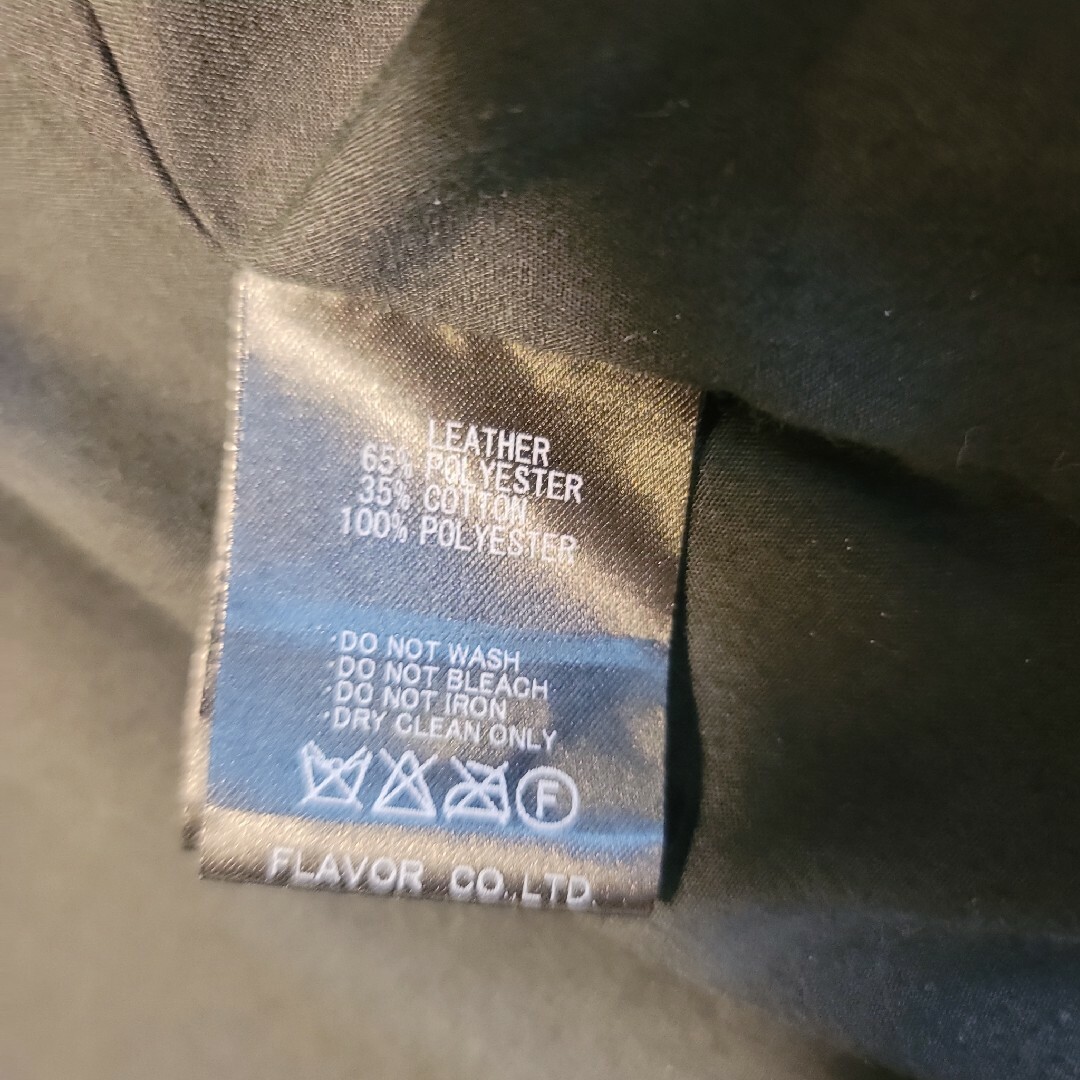 LEATHER
65% POLYESTER
35% COTTON
100% POLYESTER
·DO NOT WASH
·DO NOT BLEACH
·DO NOT IRON
·DRY CLEAN ONLY
F
FLAVOR CO.,LTD.